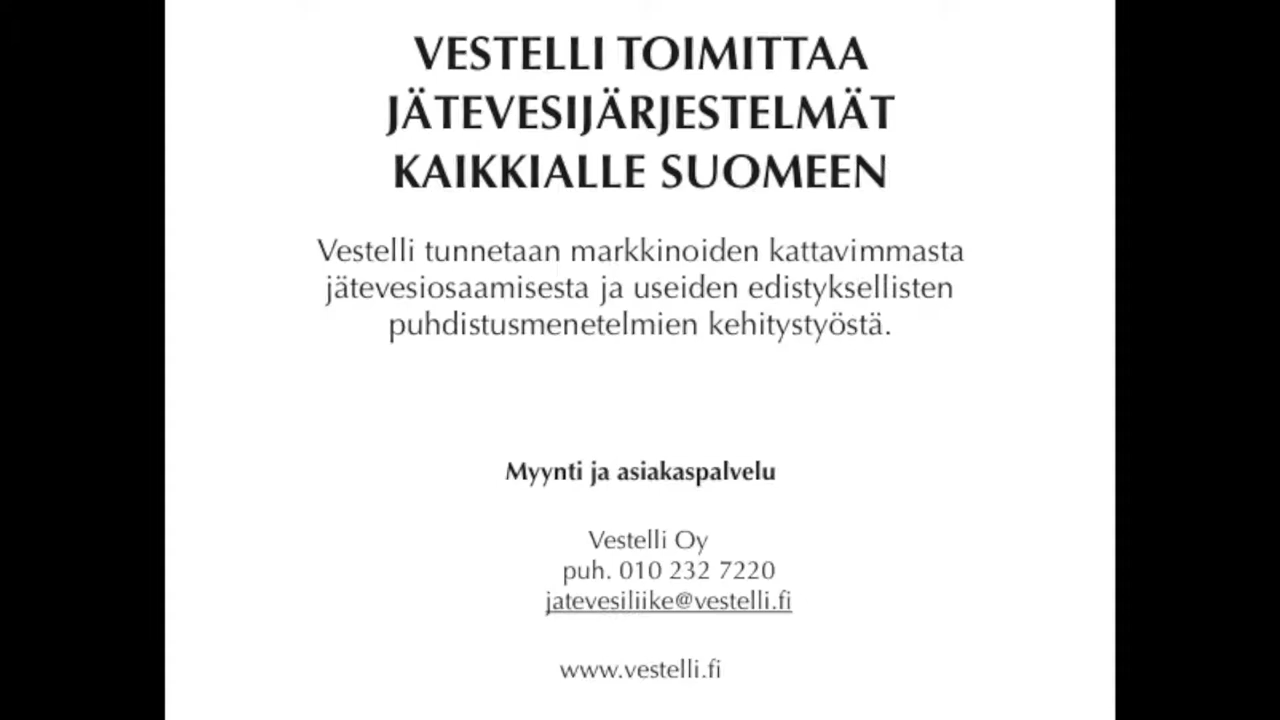 VESTELLI TOIMITTAA
JÄTEVESIJÄRJESTELMÄT
KAIKKIALLE SUOMEEN
Vestelli tunnetaan markkinoiden kattavimmasta
jätevesiosaamisesta ja useiden edistyksellisten
puhdistusmenetelmien kehitystyöstä.
Myynti ja asiakaspalvelu
Vestelli Oy
puh. 010 232 7220
jatevesiliike@vestelli.fi
www.vestelli.fi